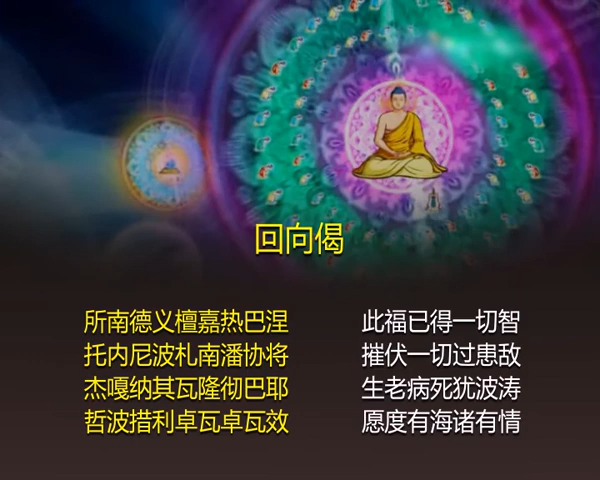 回向偈
所南德义檀嘉热巴涅
托内尼波札南潘协将
杰嘎纳其瓦隆彻巴耶
哲波措利卓瓦卓瓦效
此福已得一切智
摧伏一切过患敌
生老病死犹波涛
愿度有海诸有情